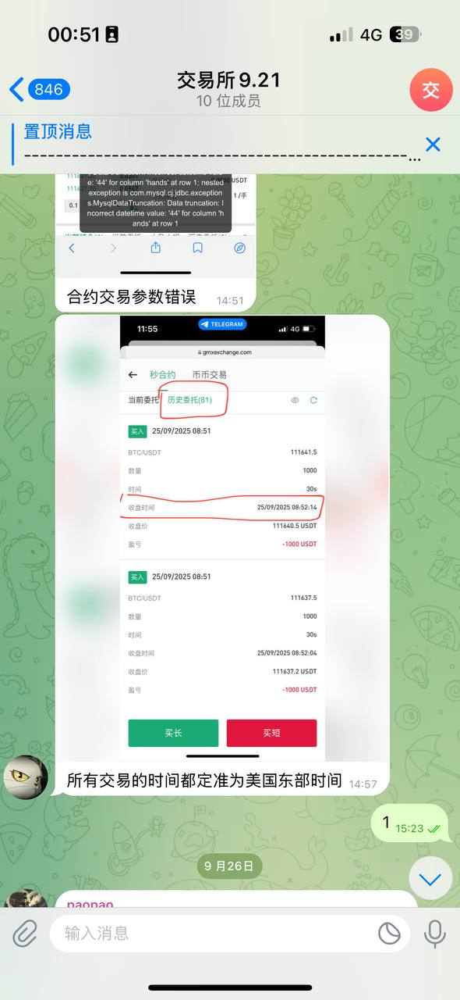 00:51
4G
39
846
交易所9.21
10 位成员
交
置顶消息
--------------------------------------------------...
USDT
e: '44' for column 'hands' at row 1; nested
exception is com.mysql.cj.jdbc.exception
s.MysqlDataTruncation: Data truncation: I
ncorrect datetime value: '44' for column 'h
ands' at row 1
0.1
1 /手
合约交易参数错误 14:51
11:55
TELEGRAM
4G
gmxexchange.com
秒合约 币币交易
当前委托 历史委托(81)
买入 25/09/2025 08:51
BTC/USDT 111641.5
数量 1000
时间 30s
收盘时间 25/09/2025 08:52:14
收盘价 111640.5 USDT
盈亏 -1000 USDT
买入 25/09/2025 08:51
BTC/USDT 111637.5
数量 1000
时间 30s
收盘时间 25/09/2025 08:52:04
收盘价 111637.2 USDT
盈亏 -1000 USDT
买长 买短
所有交易的时间都定准为美国东部时间 14:57
1 15:23
9 月26日
paopao
输入消息